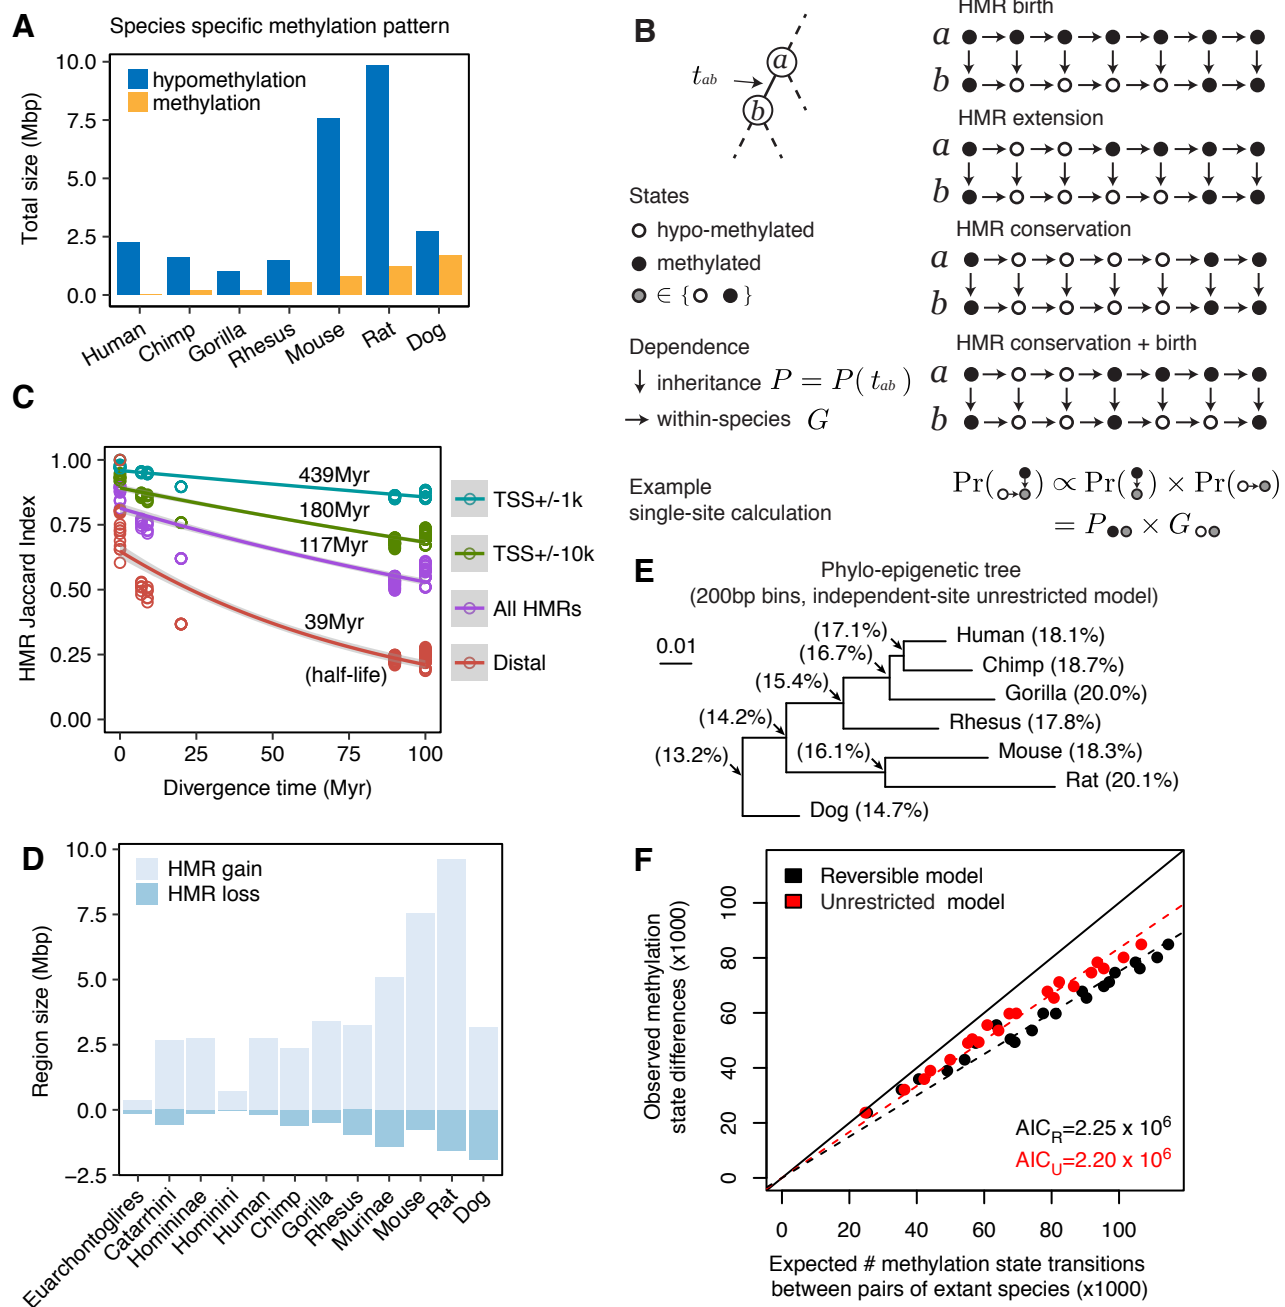 A
Species specific methylation pattern
hypomethylation
methylation
Total size (Mbp)
10.0
7.5
5.0
2.5
0.0
Human
Chimp
Gorilla
Rhesus
Mouse
Rat
Dog
B
a
b
t_ab
States
hypo-methylated
methylated
∈ { }
Dependence
inheritance P = P( t_ab )
within-species G
HMR birth
a
b
HMR extension
a
b
HMR conservation
a
b
HMR conservation + birth
a
b
Example
single-site calculation
Pr( ) ∝ Pr( ) × Pr( )
= P × G
C
HMR Jaccard Index
1.00
0.75
0.50
0.25
0.00
439Myr
180Myr
117Myr
39Myr
(half-life)
0 25 50 75 100
Divergence time (Myr)
TSS+/-1k
TSS+/-10k
All HMRs
Distal
E
Phylo-epigenetic tree
(200bp bins, independent-site unrestricted model)
0.01
(17.1%)
(16.7%)
(15.4%)
(14.2%)
(13.2%)
(16.1%)
Human (18.1%)
Chimp (18.7%)
Gorilla (20.0%)
Rhesus (17.8%)
Mouse (18.3%)
Rat (20.1%)
Dog (14.7%)
D
HMR gain
HMR loss
Region size (Mbp)
10.0
7.5
5.0
2.5
0.0
−2.5
Euarchontoglires
Catarrhini
Homininae
Hominini
Human
Chimp
Gorilla
Rhesus
Murinae
Mouse
Rat
Dog
F
Reversible model
Unrestricted model
Observed methylation
state differences (x1000)
100
80
60
40
20
0
AIC_R=2.25 x 10^6
AIC_U=2.20 x 10^6
0 20 40 60 80 100
Expected # methylation state transitions
between pairs of extant species (x1000)